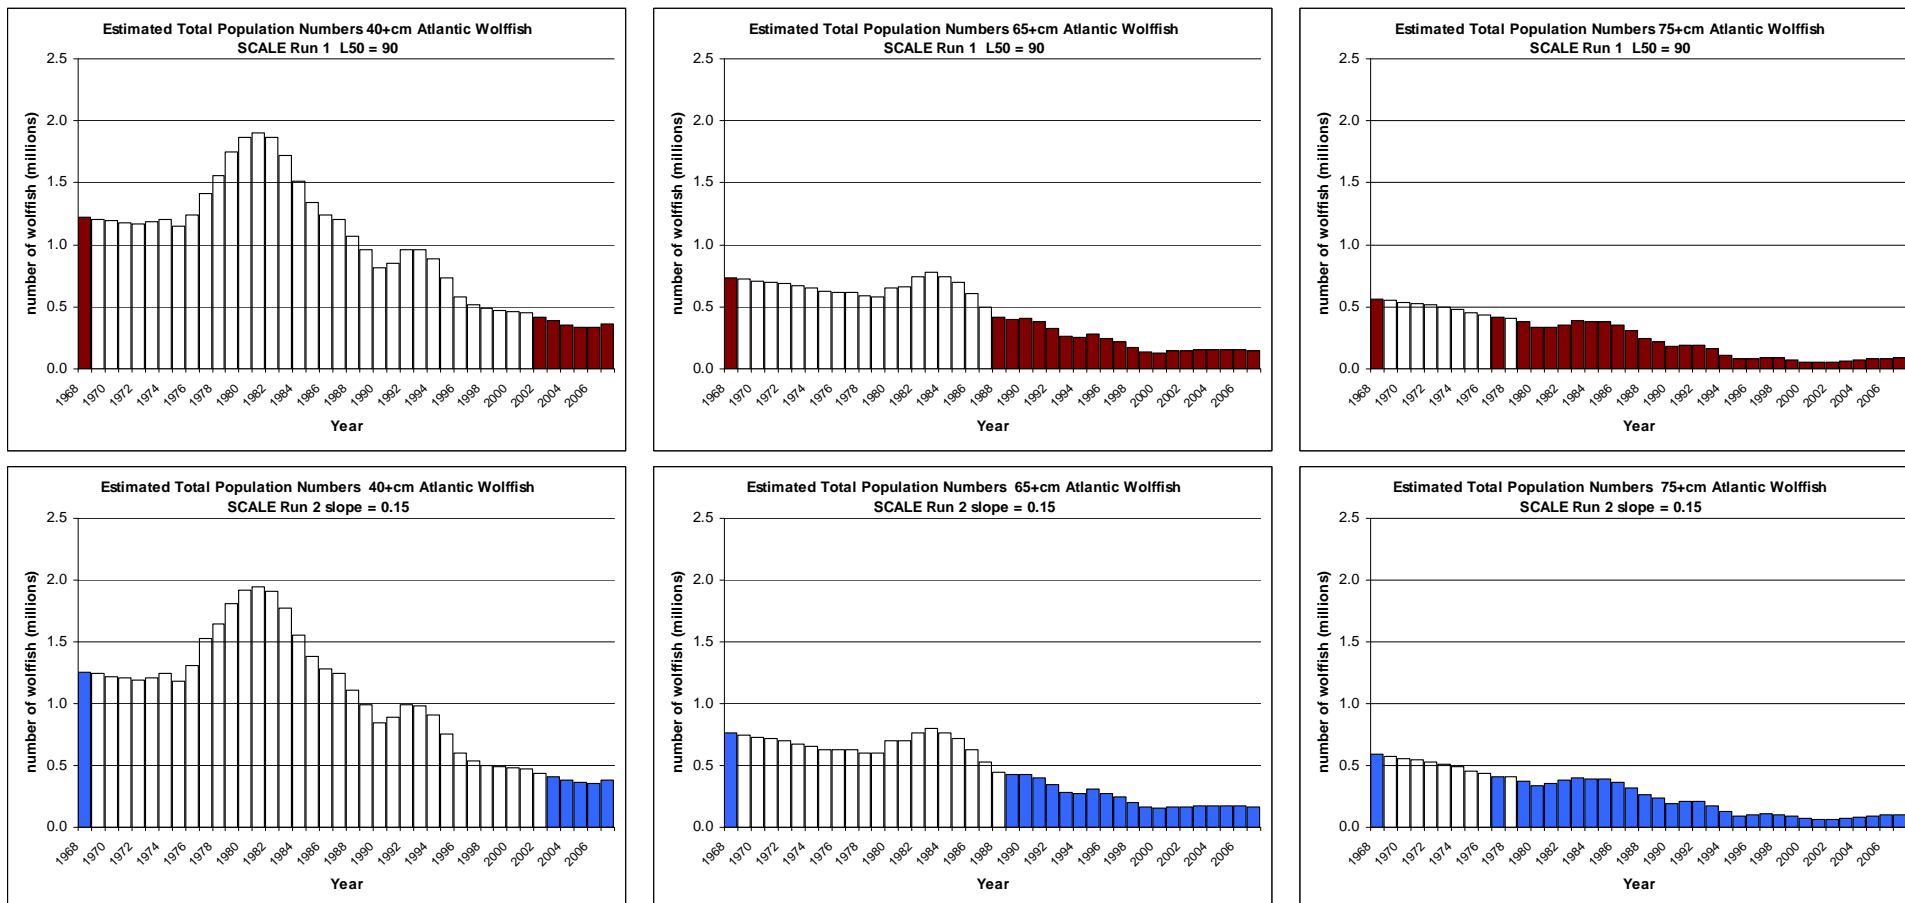 Estimated Total Population Numbers 40+cm Atlantic Wolffish
SCALE Run 1 L50 = 90
number of wolffish (millions)
2.5
2.0
1.5
1.0
0.5
0.0
1968 1970 1972 1974 1976 1978 1980 1982 1984 1986 1988 1990 1992 1994 1996 1998 2000 2002 2004 2006
Year
Estimated Total Population Numbers 65+cm Atlantic Wolffish
SCALE Run 1 L50 = 90
number of wolffish (millions)
2.5
2.0
1.5
1.0
0.5
0.0
1968 1970 1972 1974 1976 1978 1980 1982 1984 1986 1988 1990 1992 1994 1996 1998 2000 2002 2004 2006
Year
Estimated Total Population Numbers 75+cm Atlantic Wolffish
SCALE Run 1 L50 = 90
number of wolffish (millions)
2.5
2.0
1.5
1.0
0.5
0.0
1968 1970 1972 1974 1976 1978 1980 1982 1984 1986 1988 1990 1992 1994 1996 1998 2000 2002 2004 2006
Year
Estimated Total Population Numbers 40+cm Atlantic Wolffish
SCALE Run 2 slope = 0.15
number of wolffish (millions)
2.5
2.0
1.5
1.0
0.5
0.0
1968 1970 1972 1974 1976 1978 1980 1982 1984 1986 1988 1990 1992 1994 1996 1998 2000 2002 2004 2006
Year
Estimated Total Population Numbers 65+cm Atlantic Wolffish
SCALE Run 2 slope = 0.15
number of wolffish (millions)
2.5
2.0
1.5
1.0
0.5
0.0
1968 1970 1972 1974 1976 1978 1980 1982 1984 1986 1988 1990 1992 1994 1996 1998 2000 2002 2004 2006
Year
Estimated Total Population Numbers 75+cm Atlantic Wolffish
SCALE Run 2 slope = 0.15
number of wolffish (millions)
2.5
2.0
1.5
1.0
0.5
0.0
1968 1970 1972 1974 1976 1978 1980 1982 1984 1986 1988 1990 1992 1994 1996 1998 2000 2002 2004 2006
Year